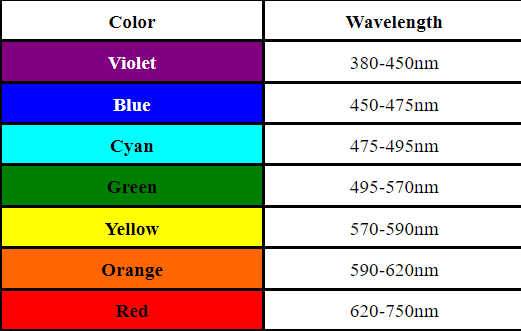 Color Wavelength
Violet 380-450nm
Blue 450-475nm
Cyan 475-495nm
Green 495-570nm
Yellow 570-590nm
Orange 590-620nm
Red 620-750nm